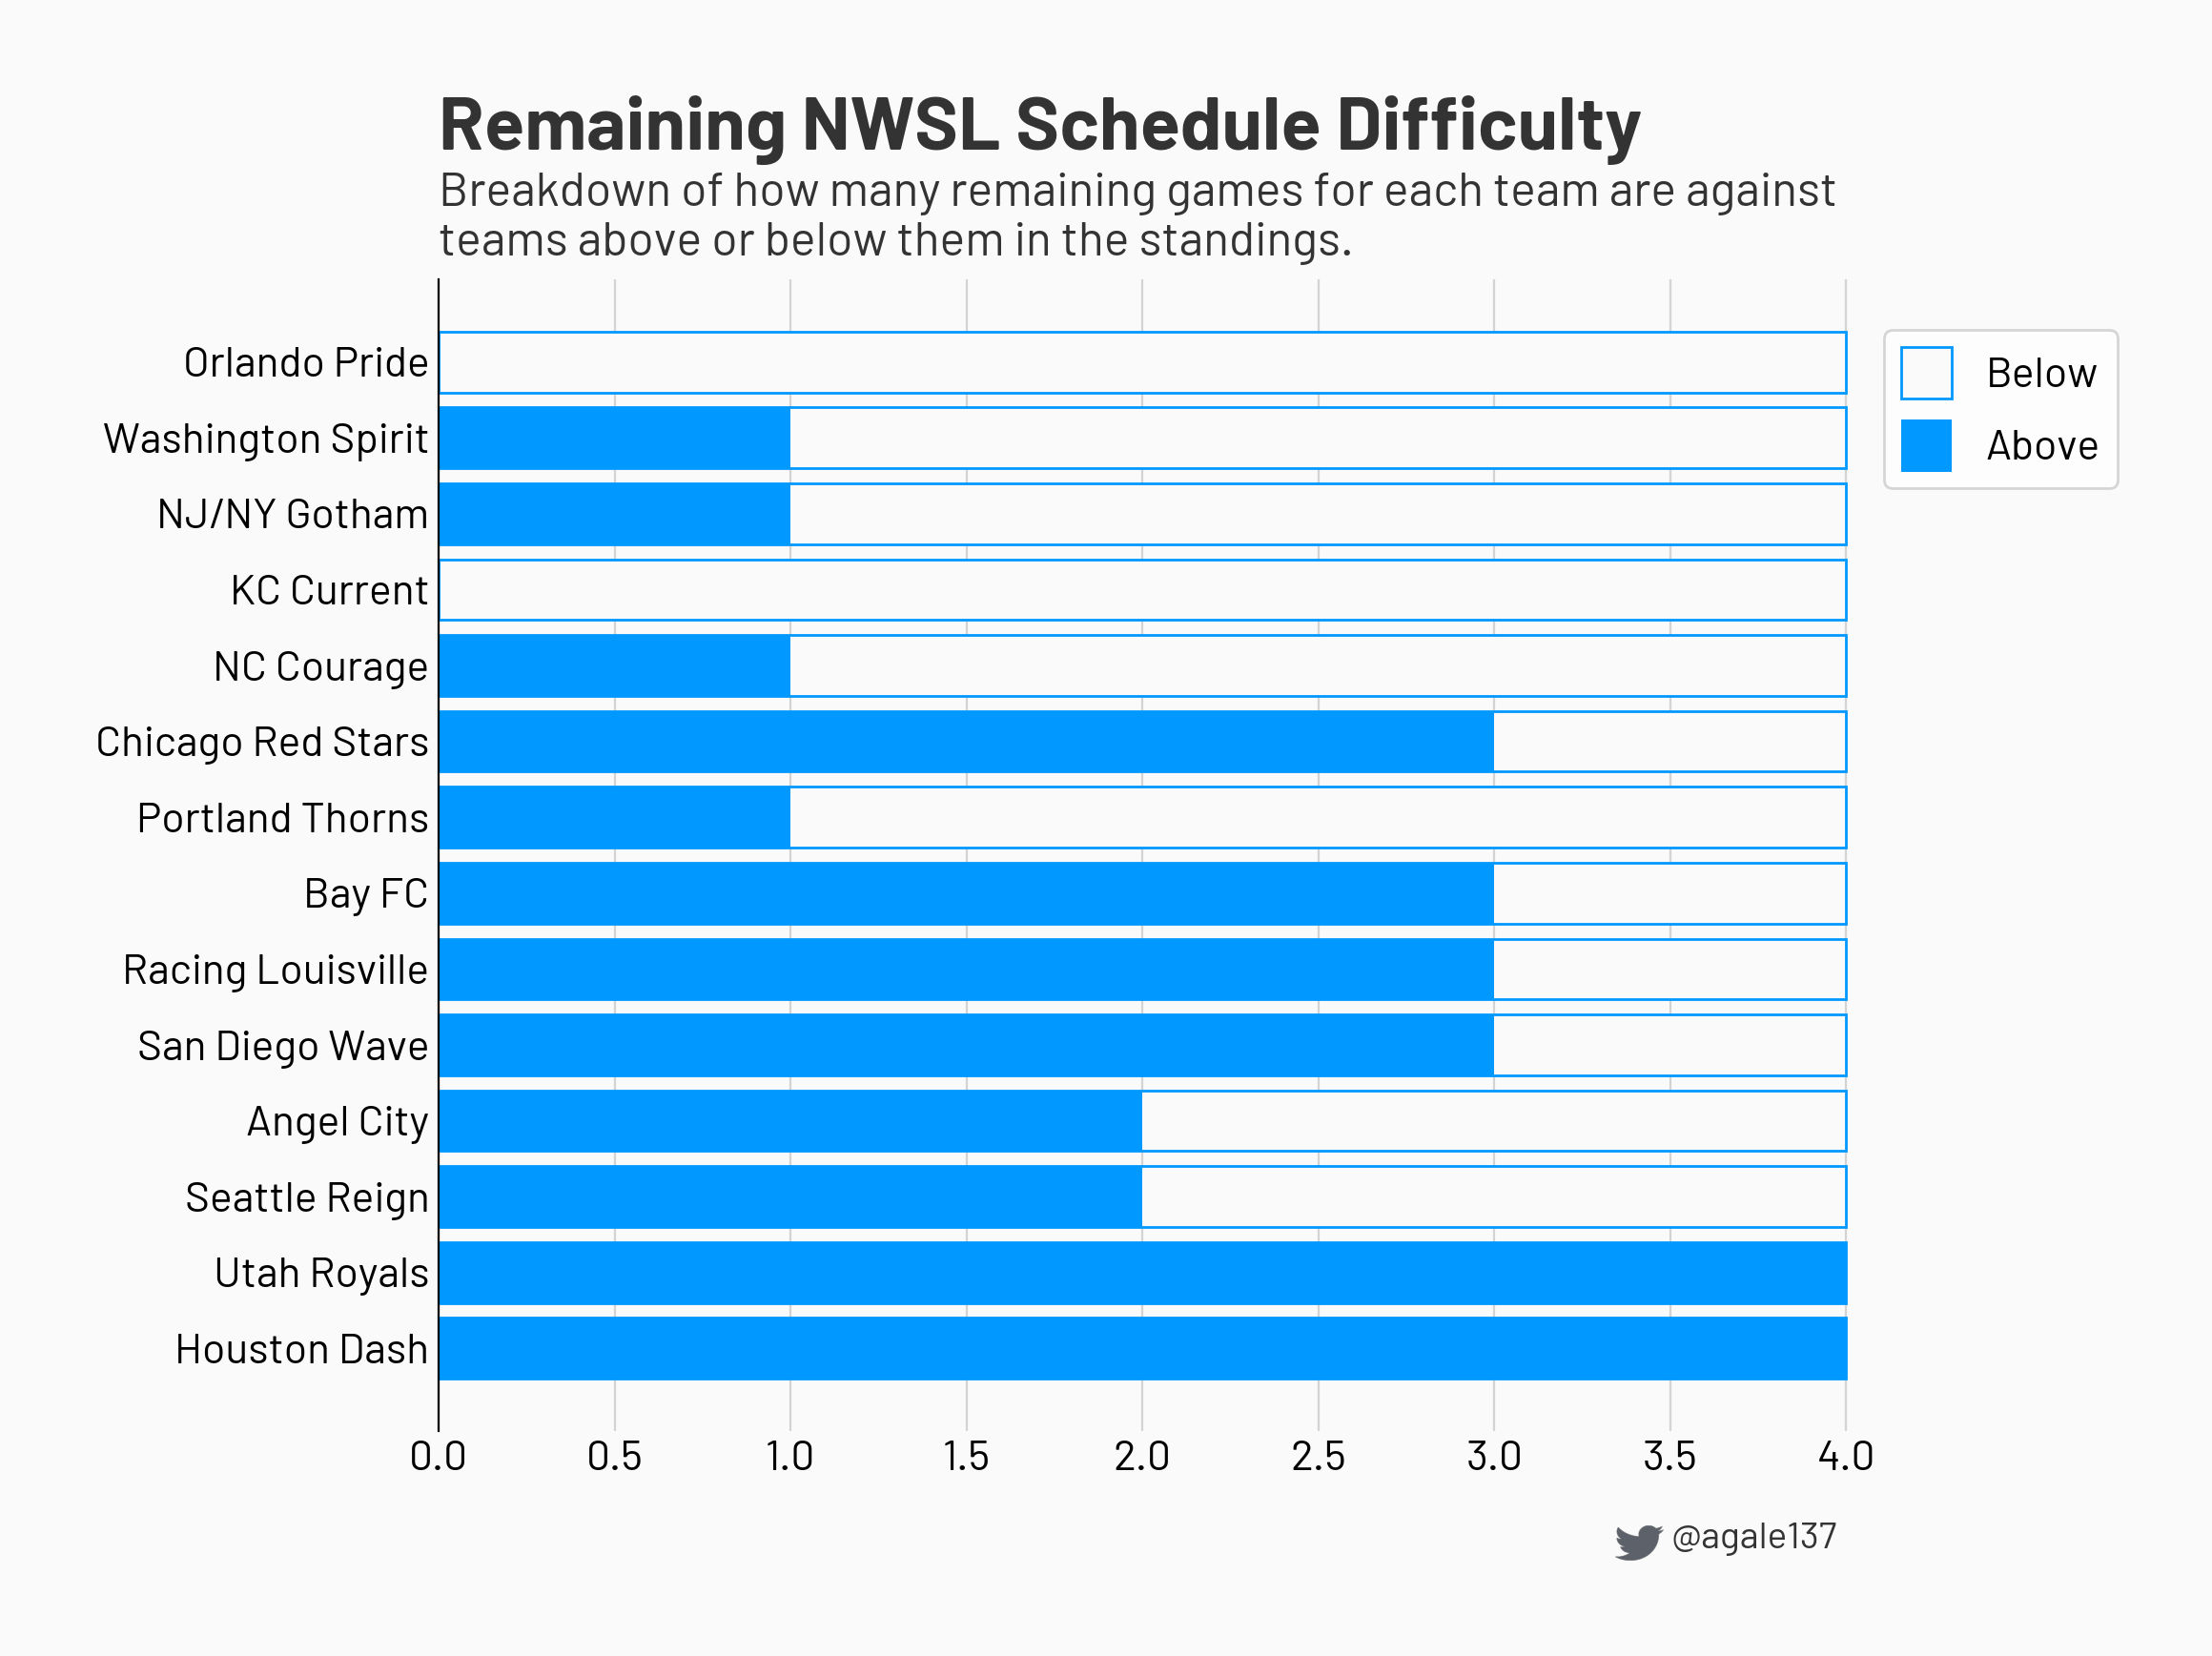 Remaining NWSL Schedule Difficulty
Breakdown of how many remaining games for each team are against
teams above or below them in the standings.
Orlando Pride
Washington Spirit
NJ/NY Gotham
KC Current
NC Courage
Chicago Red Stars
Portland Thorns
Bay FC
Racing Louisville
San Diego Wave
Angel City
Seattle Reign
Utah Royals
Houston Dash
Below
Above
0.0 0.5 1.0 1.5 2.0 2.5 3.0 3.5 4.0
@agale137